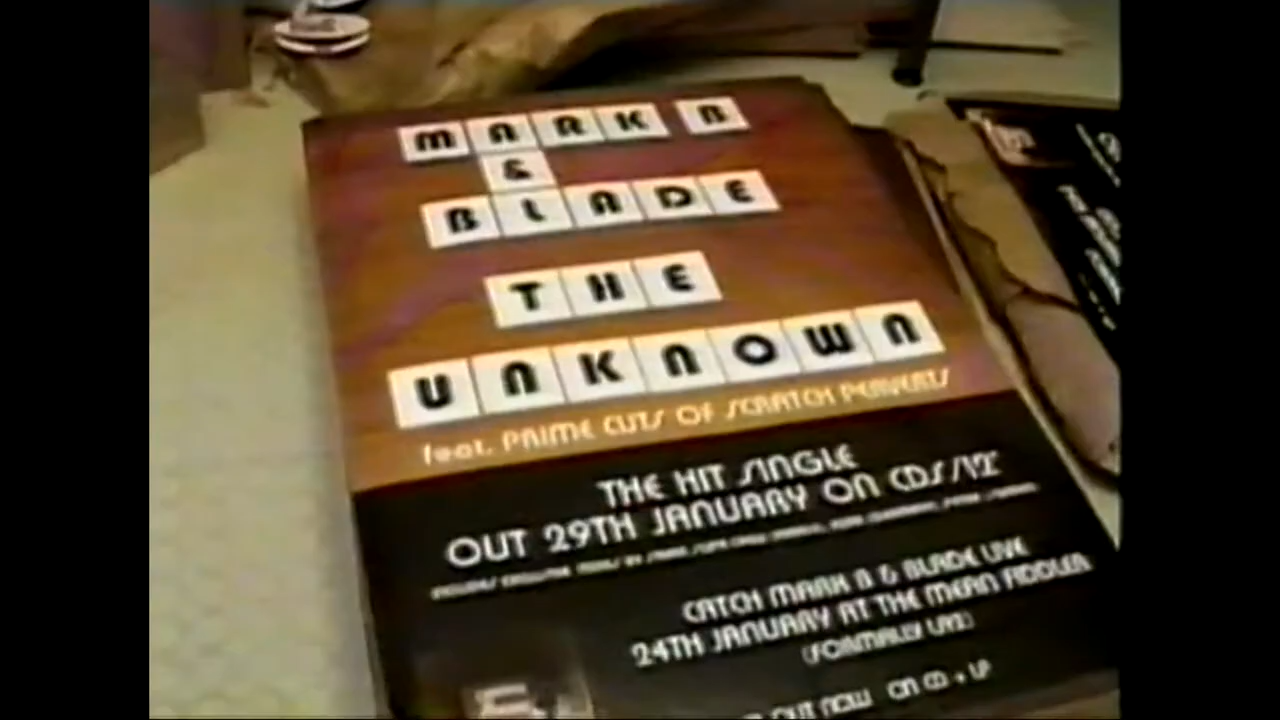 MARK B
&
BLADE
THE
UNKNOWN
feat. PRIME CUTS OF SCRATCH PERVERTS
THE HIT SINGLE
OUT 29TH JANUARY ON CDS/12"
CATCH MARK B & BLADE LIVE
24TH JANUARY AT THE MEAN FIDDLER
(FORMALLY LA2)
OUT NOW ON CD + LP